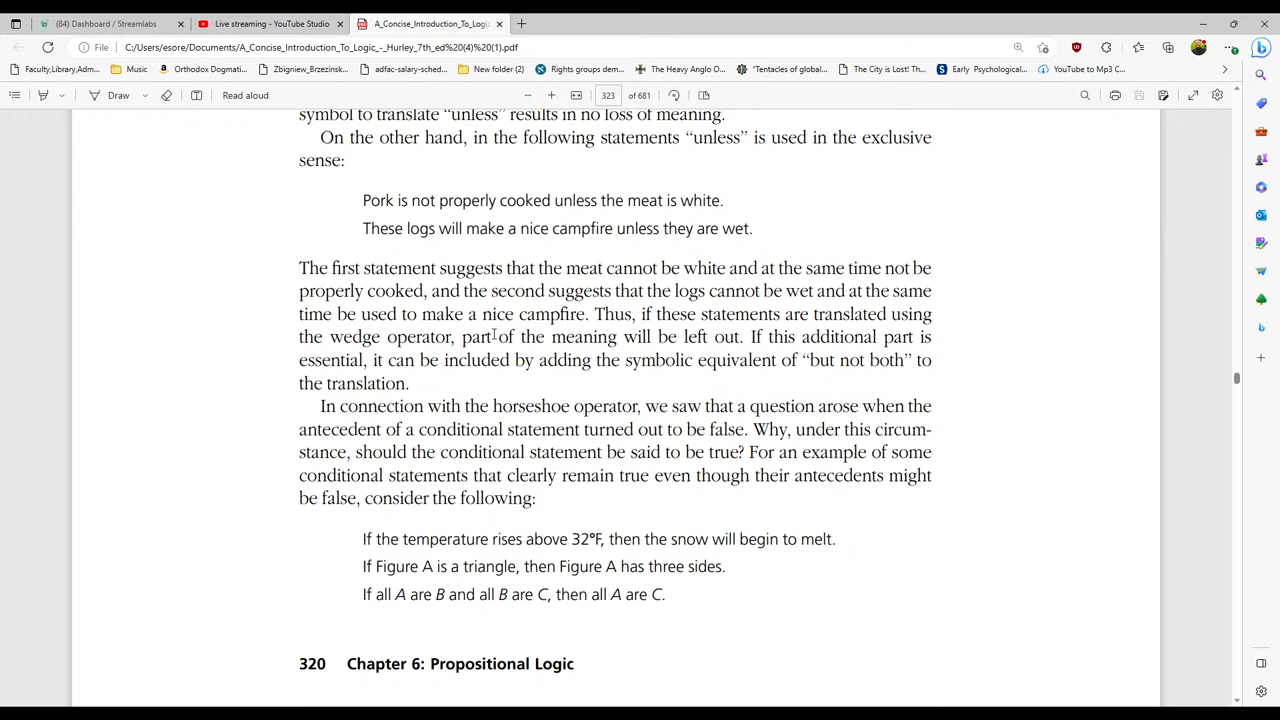 (84) Dashboard / Streamlabs
Live streaming - YouTube Studio
A_Concise_Introduction_To_Logi
File
C:/Users/esore/Documents/A_Concise_Introduction_To_Logic_-_Hurley_7th_ed%20(4)%20(1).pdf
Faculty,Library,Adm...
Music
Orthodox Dogmati...
Zbigniew_Brzezinsk...
adfac-salary-sched...
New folder (2)
Rights groups dem...
The Heavy Anglo O...
“Tentacles of global...
The City is Lost! Th...
Early Psychological...
YouTube to Mp3 C...
Draw
Read aloud
323
of 681
symbol to translate “unless” results in no loss of meaning.
On the other hand, in the following statements “unless” is used in the exclusive
sense:
Pork is not properly cooked unless the meat is white.
These logs will make a nice campfire unless they are wet.
The first statement suggests that the meat cannot be white and at the same time not be
properly cooked, and the second suggests that the logs cannot be wet and at the same
time be used to make a nice campfire. Thus, if these statements are translated using
the wedge operator, part of the meaning will be left out. If this additional part is
essential, it can be included by adding the symbolic equivalent of “but not both” to
the translation.
In connection with the horseshoe operator, we saw that a question arose when the
antecedent of a conditional statement turned out to be false. Why, under this circum-
stance, should the conditional statement be said to be true? For an example of some
conditional statements that clearly remain true even though their antecedents might
be false, consider the following:
If the temperature rises above 32°F, then the snow will begin to melt.
If Figure A is a triangle, then Figure A has three sides.
If all A are B and all B are C, then all A are C.
320 Chapter 6: Propositional Logic